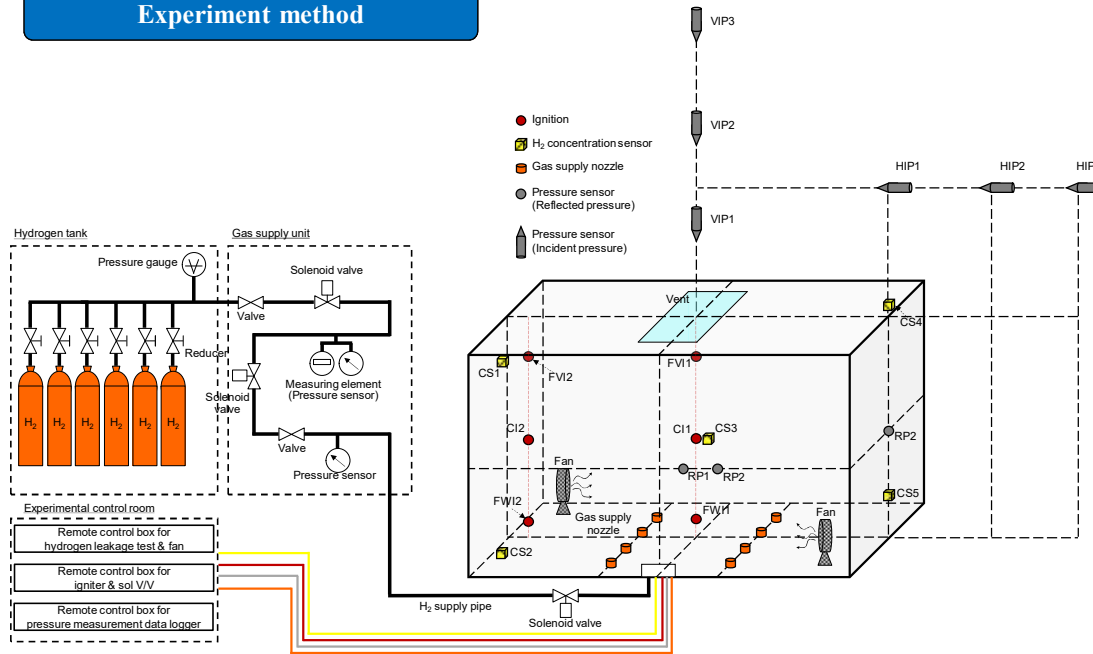 Experiment method
VIP3
VIP2
VIP1
HIP1
HIP2
HIP
Ignition
H2 concentration sensor
Gas supply nozzle
Pressure sensor
(Reflected pressure)
Pressure sensor
(Incident pressure)
Hydrogen tank
Gas supply unit
Pressure gauge
Solenoid valve
Valve
Reducer
Measuring element
(Pressure sensor)
Solenoid
valve
Valve
Pressure sensor
H2
H2
H2
H2
H2
H2
Vent
CS4
CS1
FVI2
FVI1
CI2
CI1
CS3
RP2
Fan
RP1
RP2
CS5
FWI2
Gas supply
nozzle
FWI1
Fan
CS2
Experimental control room
Remote control box for
hydrogen leakage test & fan
Remote control box for
igniter & sol V/V
Remote control box for
pressure measurement data logger
H2 supply pipe
Solenoid valve